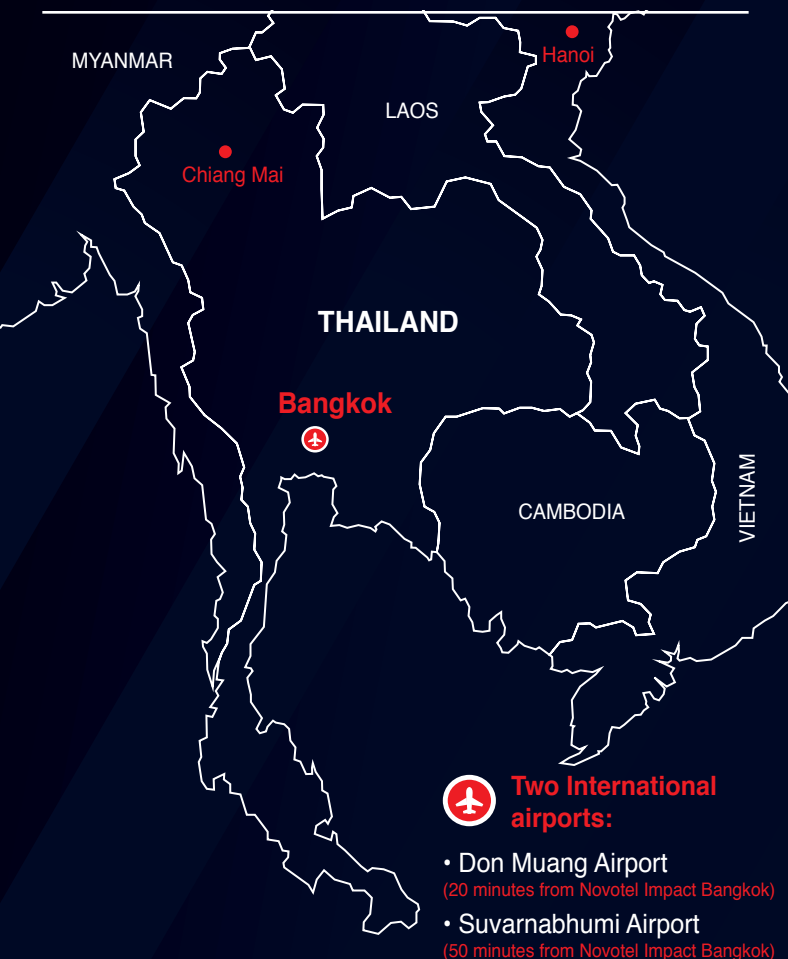 Hanoi
MYANMAR
LAOS
Chiang Mai
THAILAND
Bangkok
CAMBODIA
VIETNAM
Two International
airports:
• Don Muang Airport
(20 minutes from Novotel Impact Bangkok)
• Suvarnabhumi Airport
(50 minutes from Novotel Impact Bangkok)